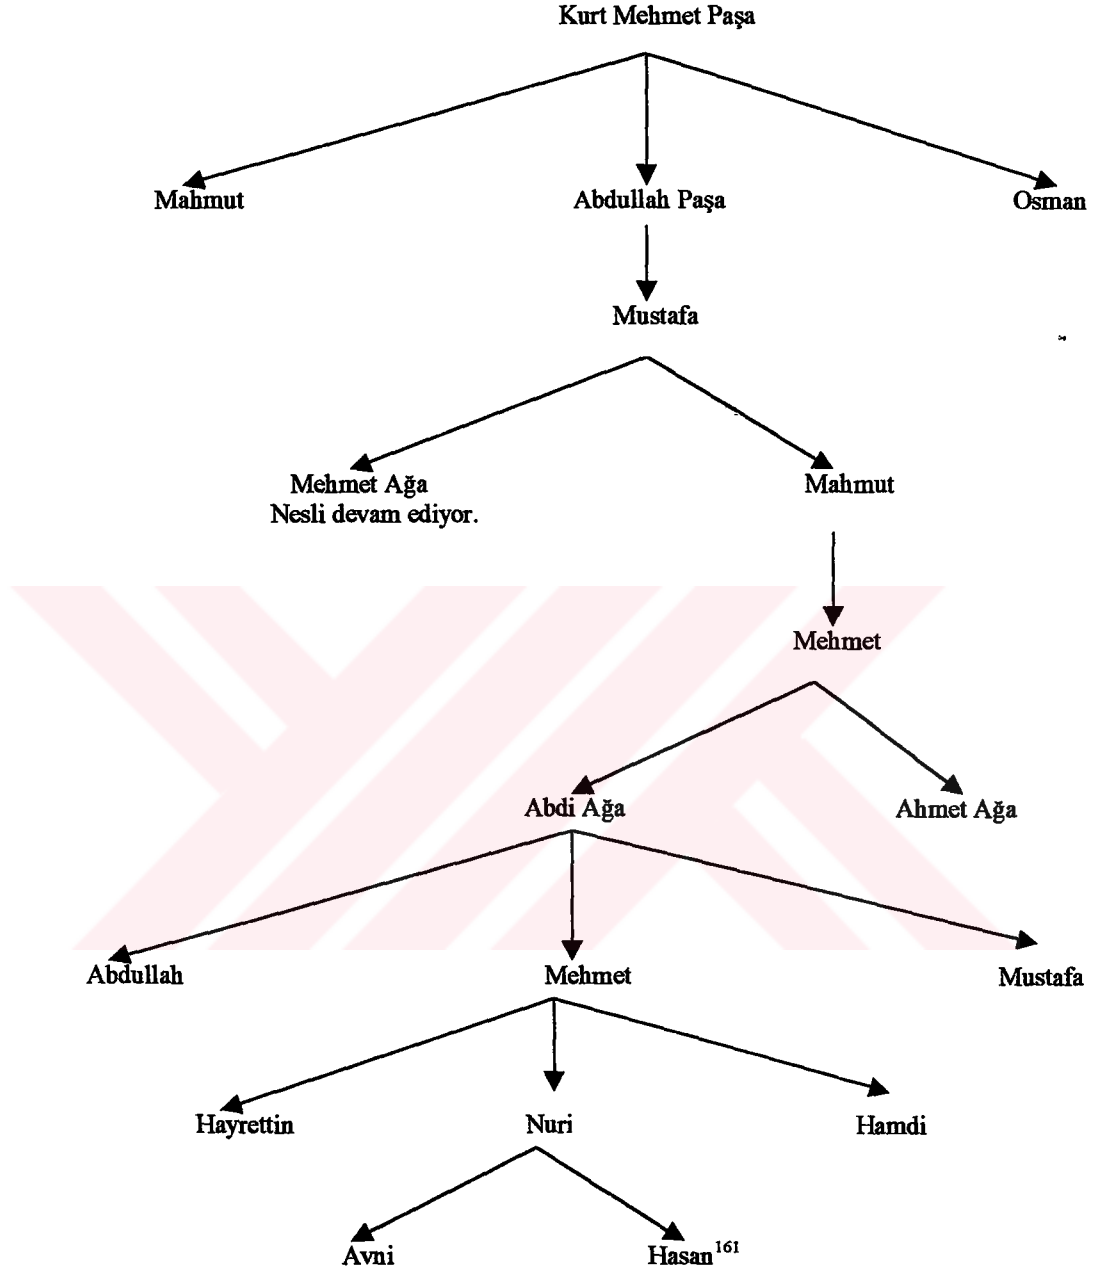 Kurt Mehmet Paşa
Mahmut
Abdullah Paşa
Osman
Mustafa
Mehmet Ağa
Nesli devam ediyor.
Mahmut
Mehmet
Abdi Ağa
Ahmet Ağa
Abdullah
Mehmet
Mustafa
Hayrettin
Nuri
Hamdi
Avni
Hasan161